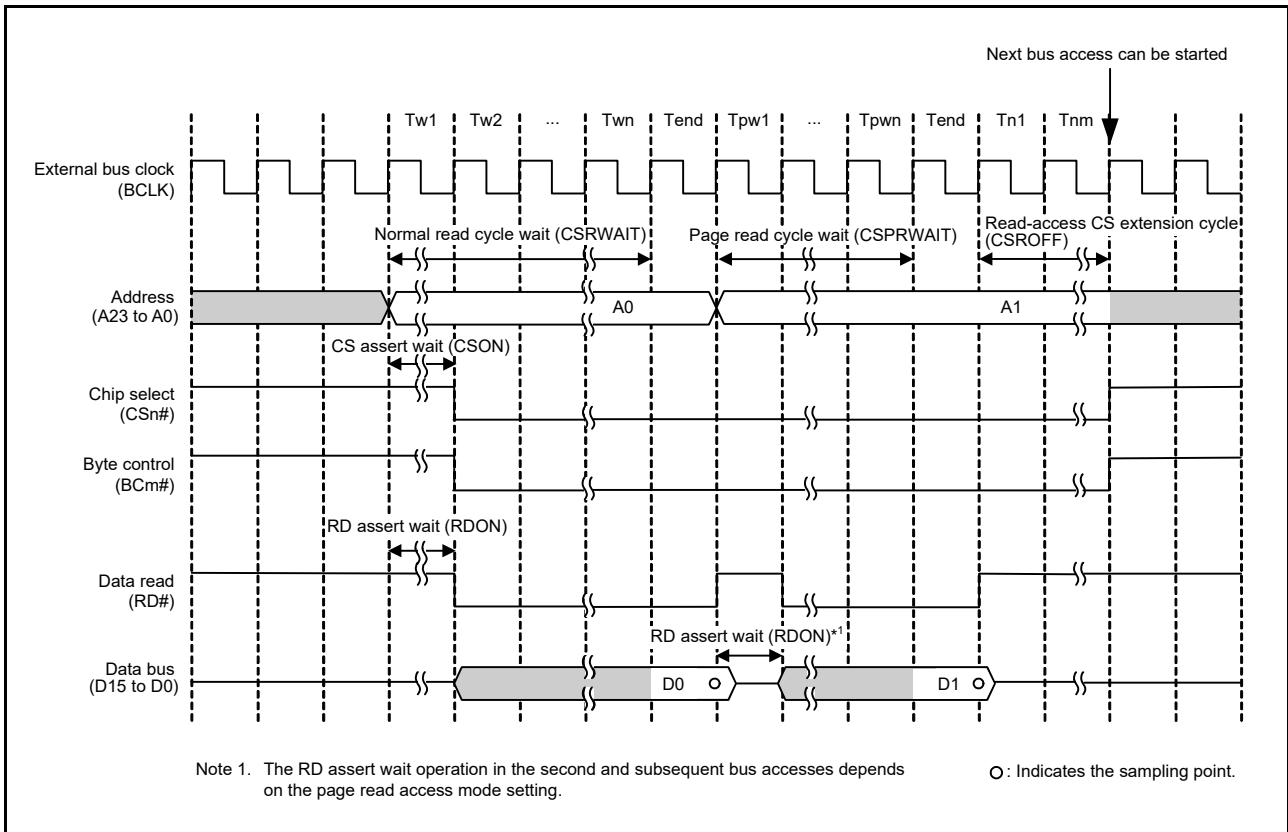 Next bus access can be started
Tw1 Tw2 ... Twn Tend Tpw1 ... Tpwn Tend Tn1 Tnm
External bus clock
(BCLK)
Normal read cycle wait (CSRWAIT)
Page read cycle wait (CSPRWAIT)
Read-access CS extension cycle
(CSROFF)
Address
(A23 to A0)
A0
A1
CS assert wait (CSON)
Chip select
(CSn#)
Byte control
(BCm#)
RD assert wait (RDON)
Data read
(RD#)
RD assert wait (RDON)*1
Data bus
(D15 to D0)
D0
D1
Note 1. The RD assert wait operation in the second and subsequent bus accesses depends
on the page read access mode setting.
: Indicates the sampling point.